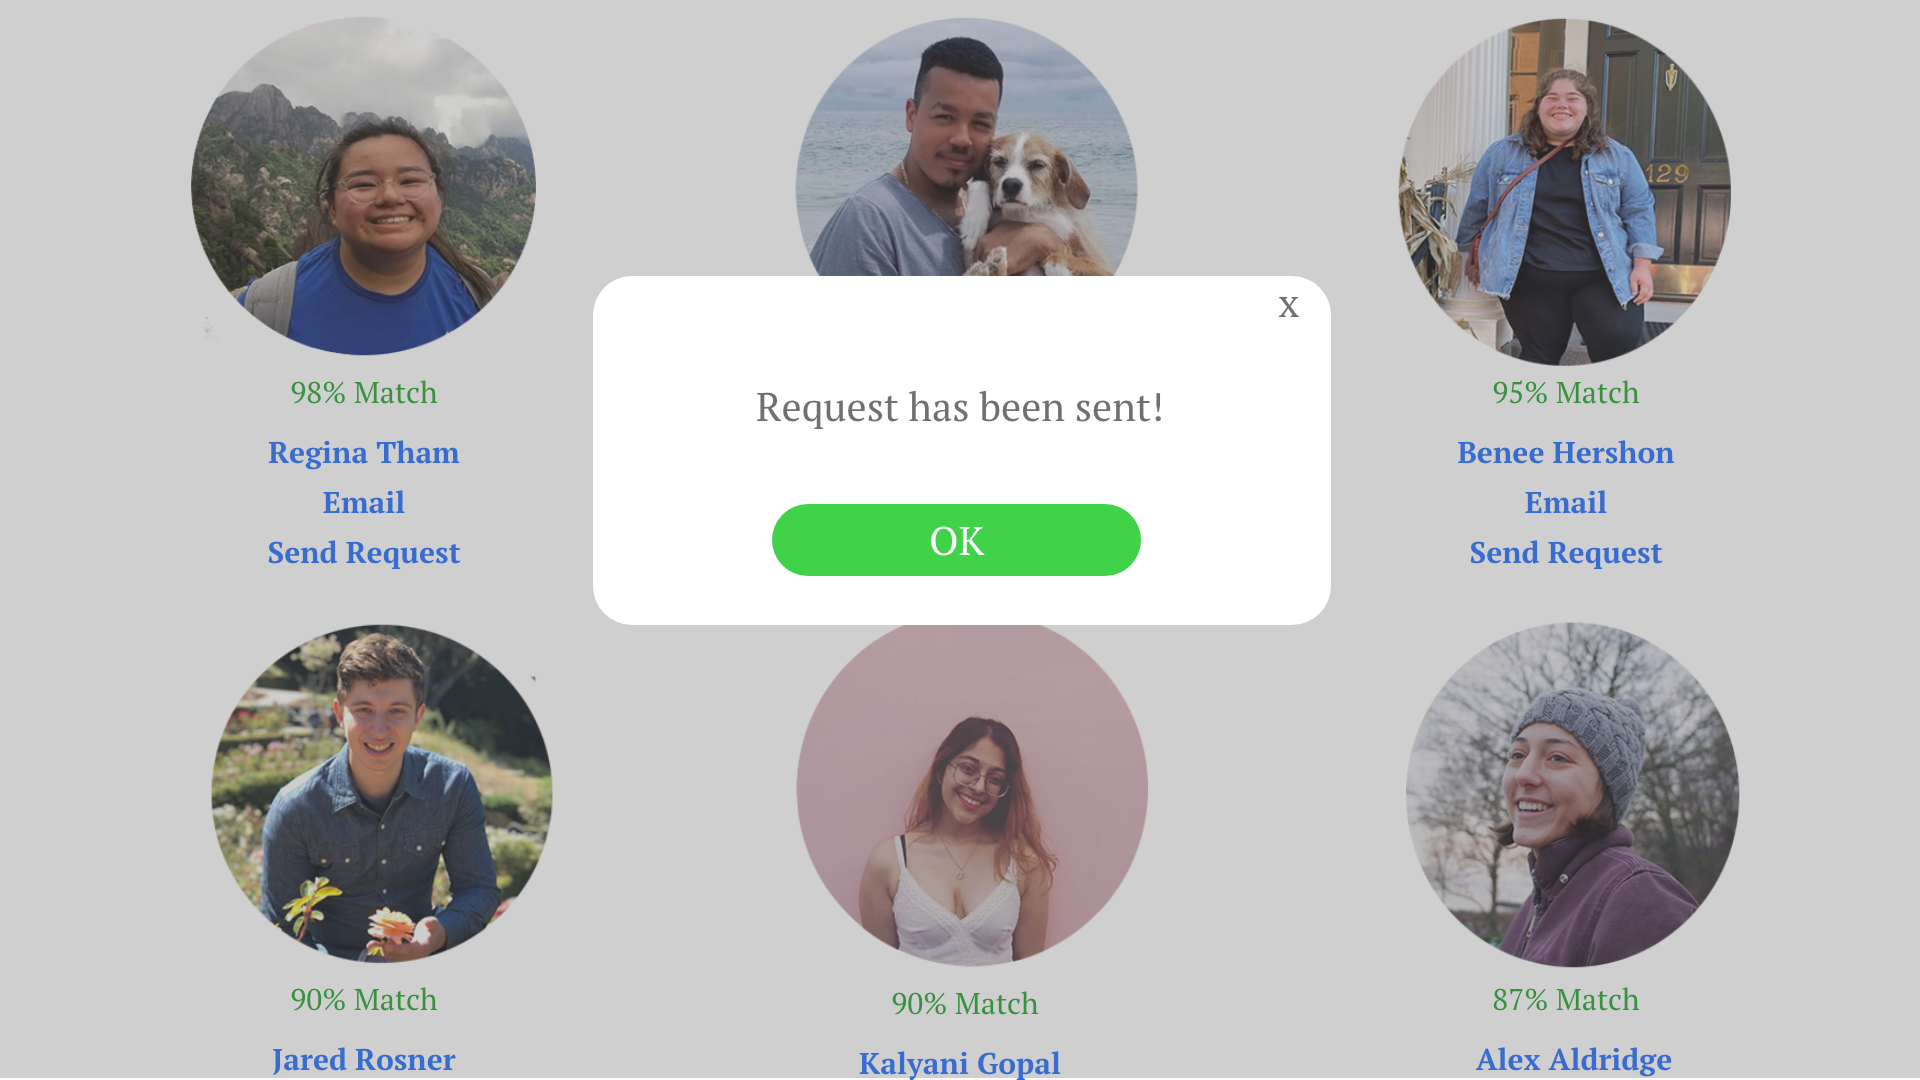 129
x
Request has been sent!
OK
98% Match
95% Match
Regina Tham
Benee Hershon
Email
Email
Send Request
Send Request
90% Match
90% Match
87% Match
Jared Rosner
Kalyani Gopal
Alex Aldridge